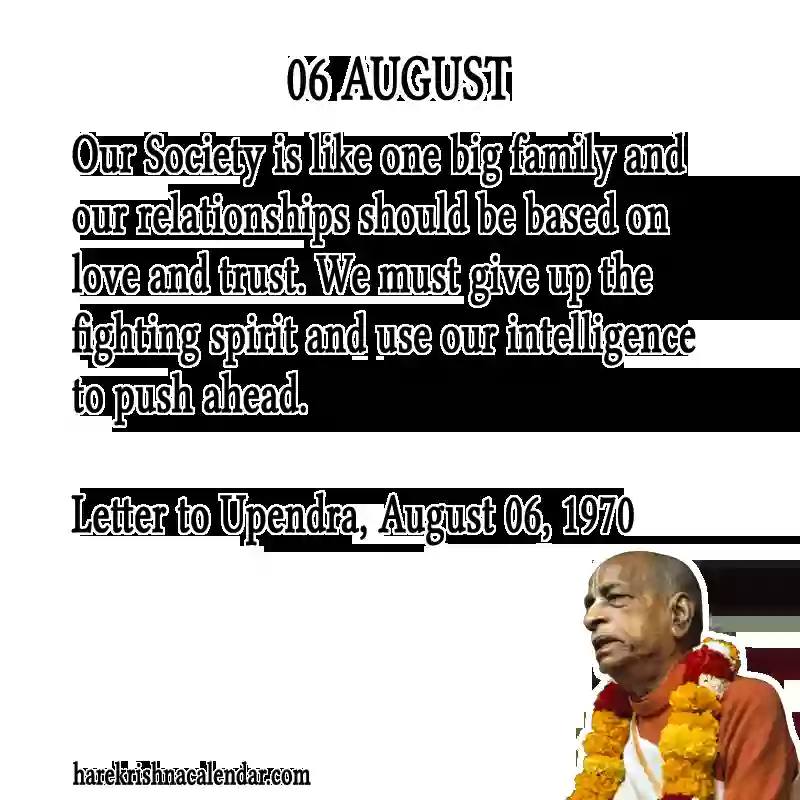 06 AUGUST
Our Society is like one big family and
our relationships should be based on
love and trust. We must give up the
fighting spirit and use our intelligence
to push ahead.
Letter to Upendra, August 06, 1970
harekrishnacalendar.com